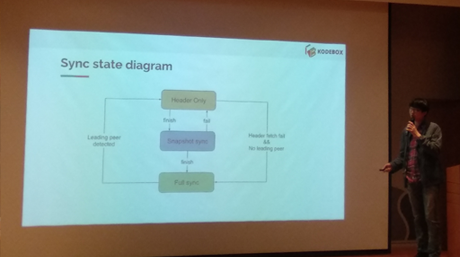 KODEBOX
Sync state diagram
Header Only
finish
fail
Leading peer
detected
Snapshot sync
Header fetch fail
&&
No leading peer
finish
Full sync